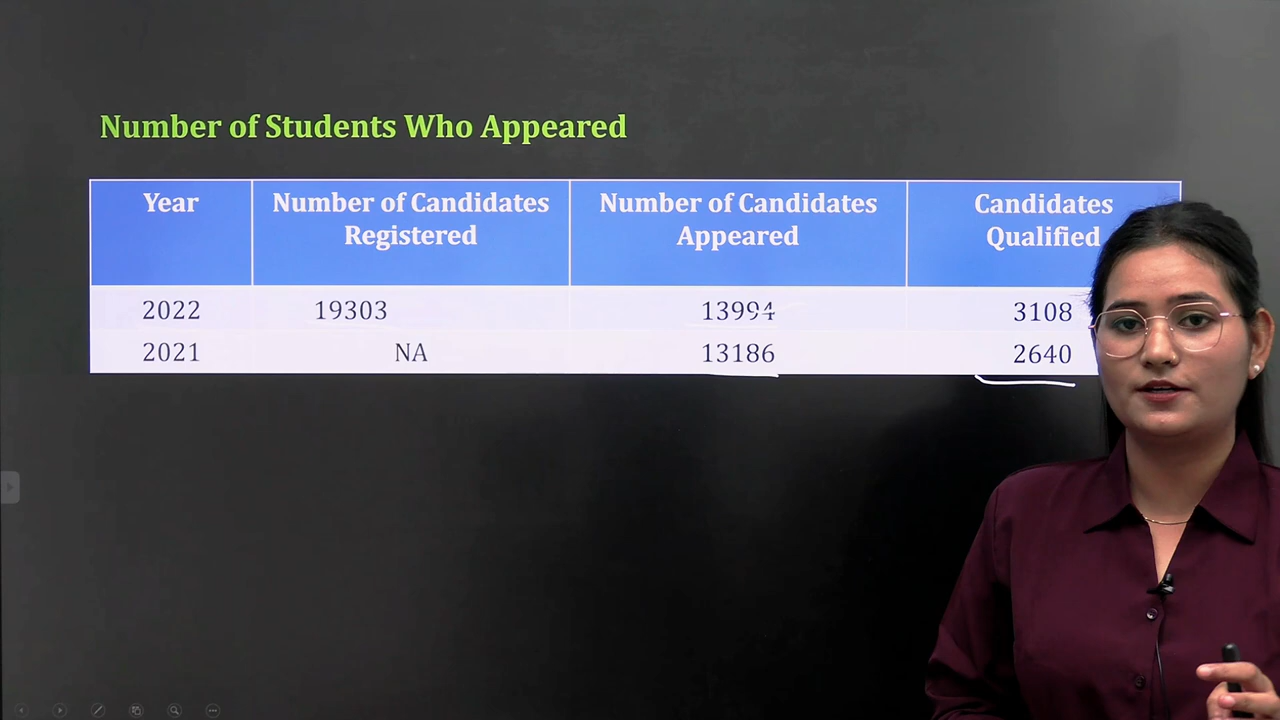 Number of Students Who Appeared
Year Number of Candidates Registered Number of Candidates Appeared Candidates Qualified
2022 19303 13994 3108
2021 NA 13186 2640